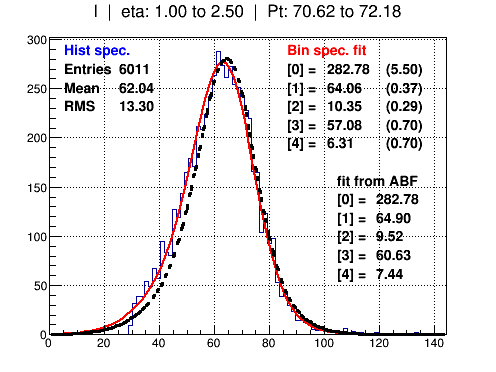 I | eta: 1.00 to 2.50 | Pt: 70.62 to 72.18
Hist spec.
Entries 6011
Mean 62.04
RMS 13.30
Bin spec. fit
[0] = 282.78 (5.50)
[1] = 64.06 (0.37)
[2] = 10.35 (0.29)
[3] = 57.08 (0.70)
[4] = 6.31 (0.70)
fit from ABF
[0] = 282.78
[1] = 64.90
[2] = 9.52
[3] = 60.63
[4] = 7.44
300
250
200
150
100
50
0
0 20 40 60 80 100 120 140